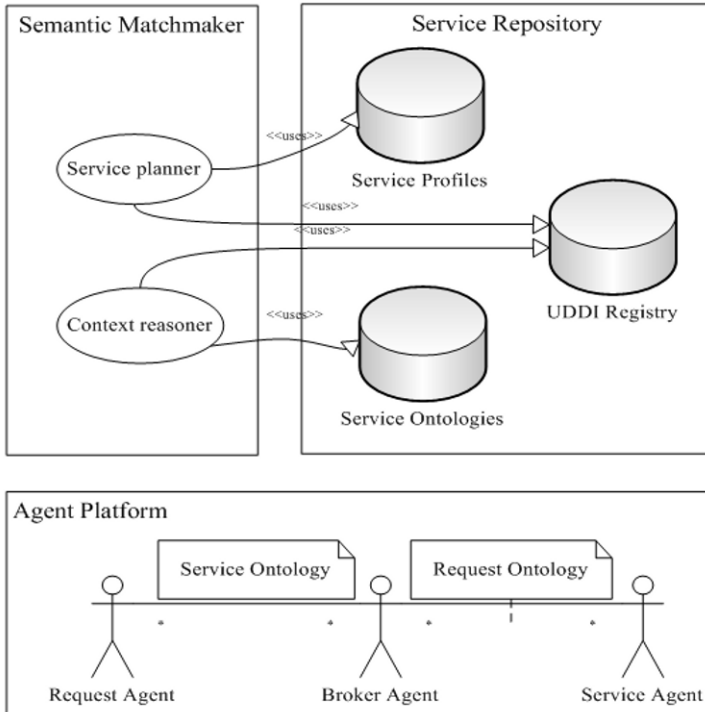 Semantic Matchmaker
Service Repository
<<uses>>
Service planner
Service Profiles
<<uses>>
<<uses>>
UDDI Registry
Context reasoner
<<uses>>
Service Ontologies
Agent Platform
Service Ontology
Request Ontology
* * * *
Request Agent
Broker Agent
Service Agent